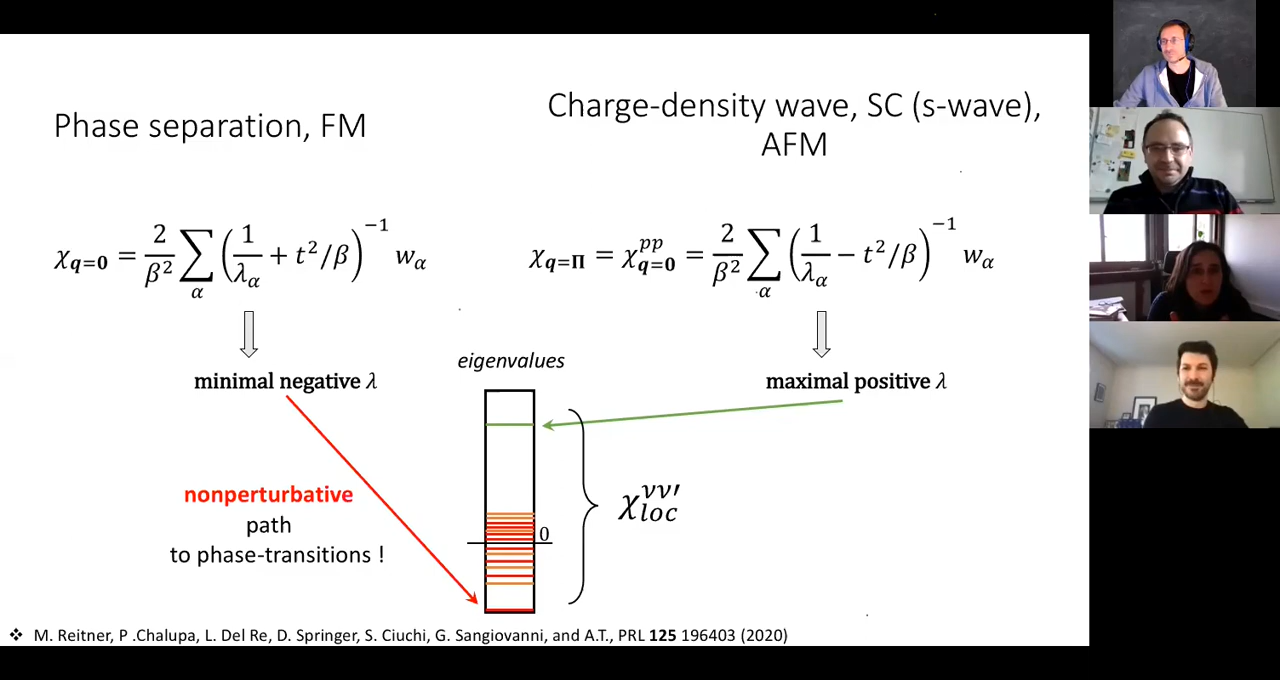 Phase separation, FM
Charge-density wave, SC (s-wave),
AFM
χ_{q=0} = 2/β² ∑_α (1/λ_α + t²/β)^{−1} w_α
χ_{q=Π} = χ^{pp}_{q=0} = 2/β² ∑_α (1/λ_α − t²/β)^{−1} w_α
eigenvalues
minimal negative λ
maximal positive λ
nonperturbative
path
to phase-transitions !
0
χ^{νν′}_{loc}
❖ M. Reitner, P .Chalupa, L. Del Re, D. Springer, S. Ciuchi, G. Sangiovanni, and A.T., PRL 125 196403 (2020)